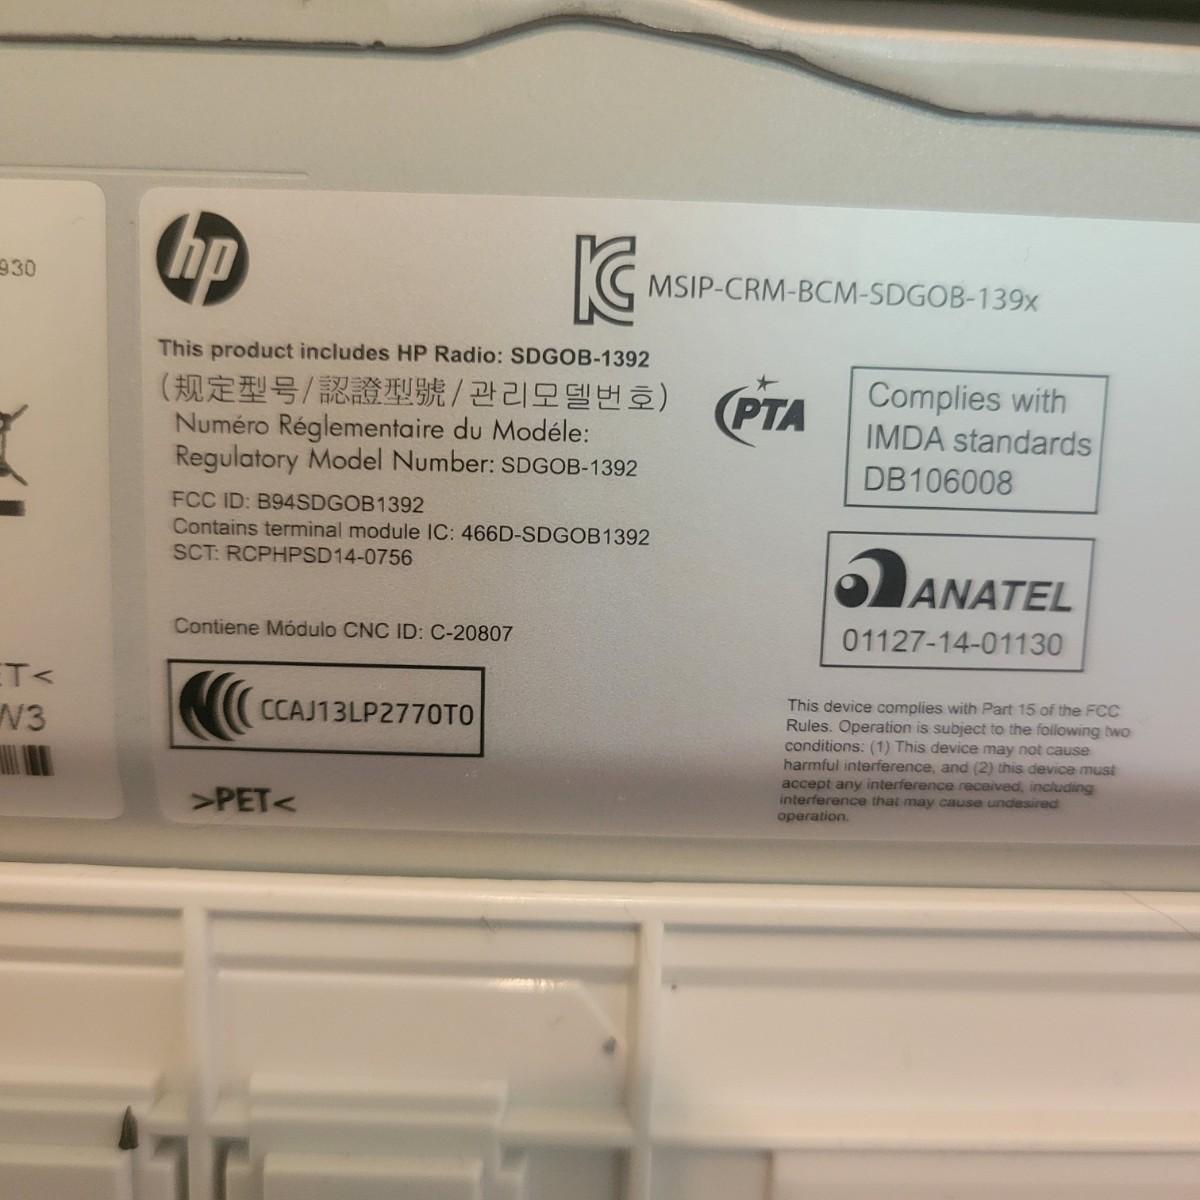 930
hp
MSIP-CRM-BCM-SDGOB-139x
This product includes HP Radio: SDGOB-1392
(规定型号/認證型號/관리모델번호)
Numéro Réglementaire du Modéle:
Regulatory Model Number: SDGOB-1392
FCC ID: B94SDGOB1392
Contains terminal module IC: 466D-SDGOB1392
SCT: RCPHPSD14-0756
Contiene Módulo CNC ID: C-20807
CCAJ13LP2770T0
>PET<
PTA
Complies with
IMDA standards
DB106008
ANATEL
01127-14-01130
This device complies with Part 15 of the FCC
Rules. Operation is subject to the following two
conditions: (1) This device may not cause
harmful interference, and (2) this device must
accept any interference received, including
interference that may cause undesired
operation.
ET<
W3